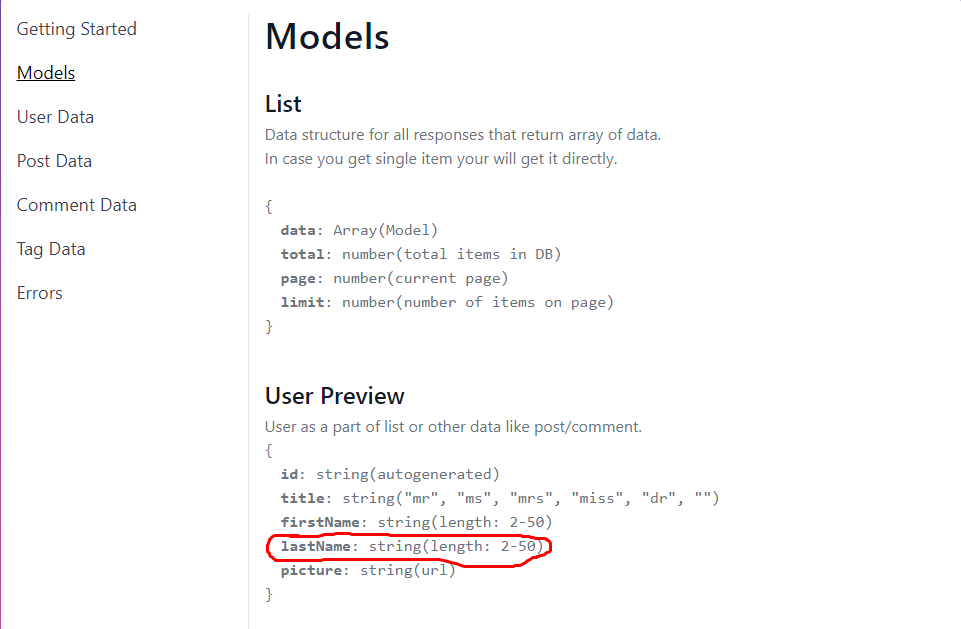 Getting Started
Models
User Data
Post Data
Comment Data
Tag Data
Errors
Models
List
Data structure for all responses that return array of data.
In case you get single item your will get it directly.
{
data: Array(Model)
total: number(total items in DB)
page: number(current page)
limit: number(number of items on page)
}
User Preview
User as a part of list or other data like post/comment.
{
id: string(autogenerated)
title: string("mr", "ms", "mrs", "miss", "dr", "")
firstName: string(length: 2-50)
lastName: string(length: 2-50)
picture: string(url)
}